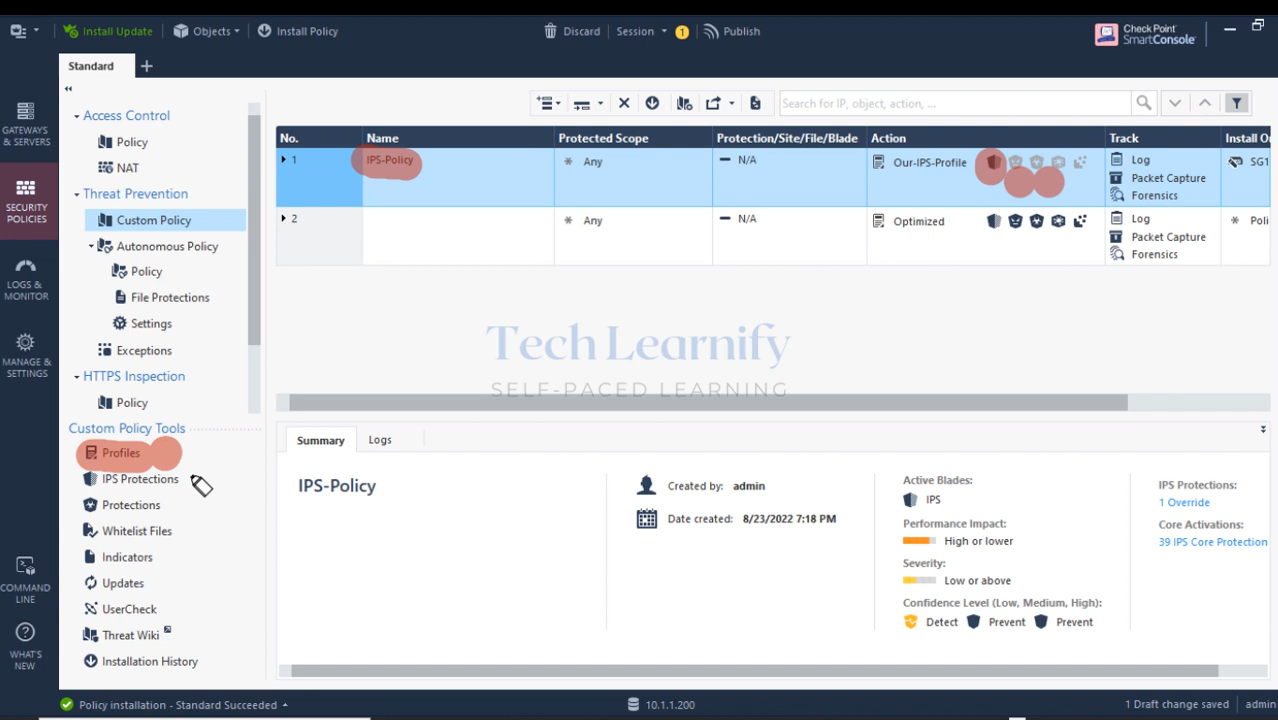 Install Update
Objects
Install Policy
Discard
Session
1
Publish
Check Point
SmartConsole
Standard
GATEWAYS
& SERVERS
SECURITY
POLICIES
LOGS &
MONITOR
MANAGE &
SETTINGS
COMMAND
LINE
WHAT'S
NEW
Access Control
Policy
NAT
Threat Prevention
Custom Policy
Autonomous Policy
Policy
File Protections
Settings
Exceptions
HTTPS Inspection
Policy
Custom Policy Tools
Profiles
IPS Protections
Protections
Whitelist Files
Indicators
Updates
UserCheck
Threat Wiki
Installation History
Search for IP, object, action, ...
No. Name Protected Scope Protection/Site/File/Blade Action Track Install On
1 IPS-Policy Any N/A Our-IPS-Profile Log SG1
Packet Capture
Forensics
2 Any N/A Optimized Log Poli
Packet Capture
Forensics
Tech Learnify
SELF-PACED LEARNING
Summary Logs
IPS-Policy
Created by: admin
Date created: 8/23/2022 7:18 PM
Active Blades:
IPS
Performance Impact:
High or lower
Severity:
Low or above
Confidence Level (Low, Medium, High):
Detect Prevent Prevent
IPS Protections:
1 Override
Core Activations:
39 IPS Core Protection
Policy installation - Standard Succeeded
10.1.1.200
1 Draft change saved
admin